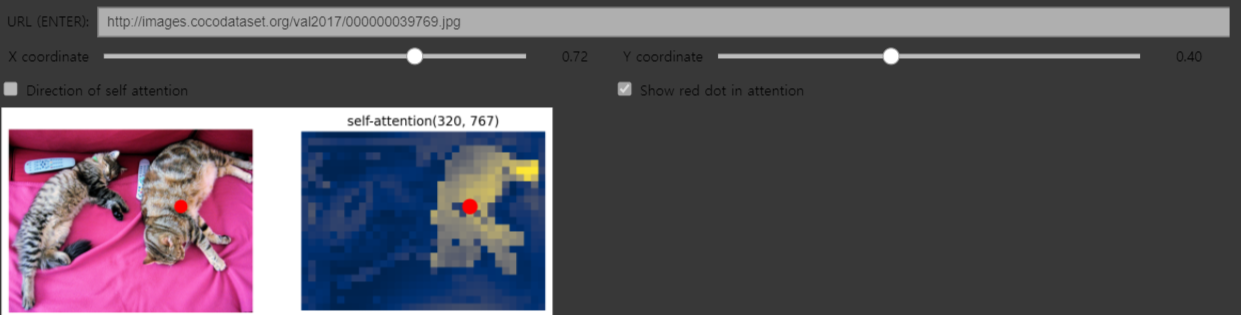 URL (ENTER): http://images.cocodataset.org/val2017/000000039769.jpg
X coordinate 0.72 Y coordinate 0.40
Direction of self attention Show red dot in attention
self-attention(320, 767)